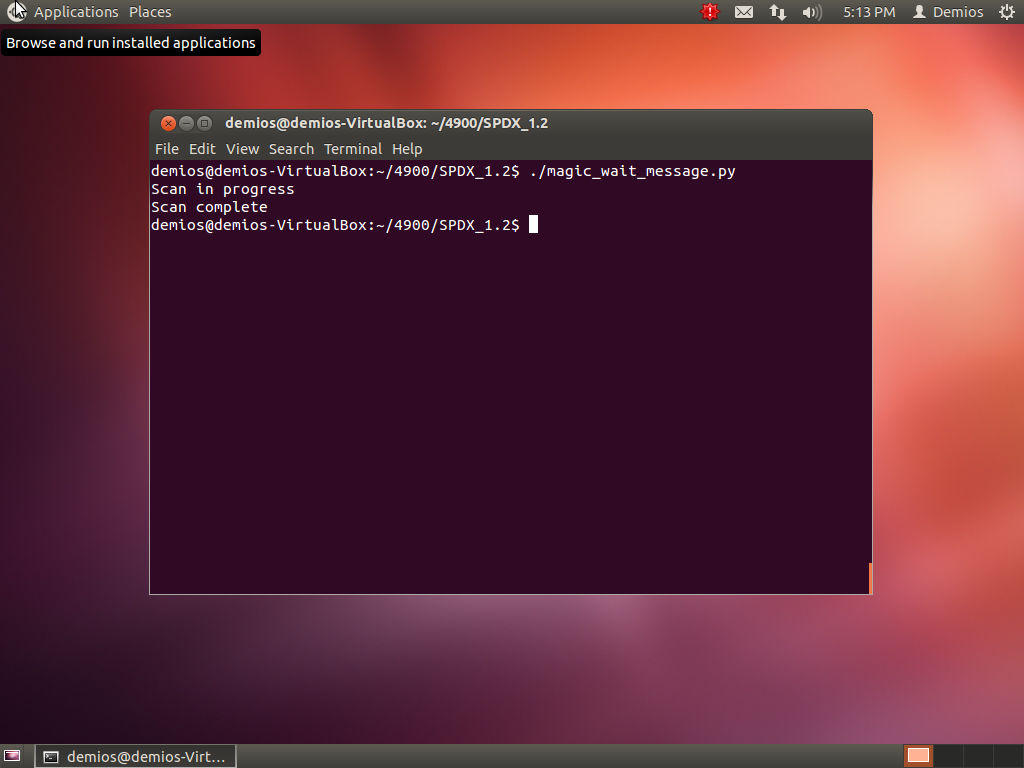 Applications Places 5:13 PM Demios
Browse and run installed applications
demios@demios-VirtualBox: ~/4900/SPDX_1.2
File Edit View Search Terminal Help
demios@demios-VirtualBox:~/4900/SPDX_1.2$ ./magic_wait_message.py
Scan in progress
Scan complete
demios@demios-VirtualBox:~/4900/SPDX_1.2$
demios@demios-Virt...